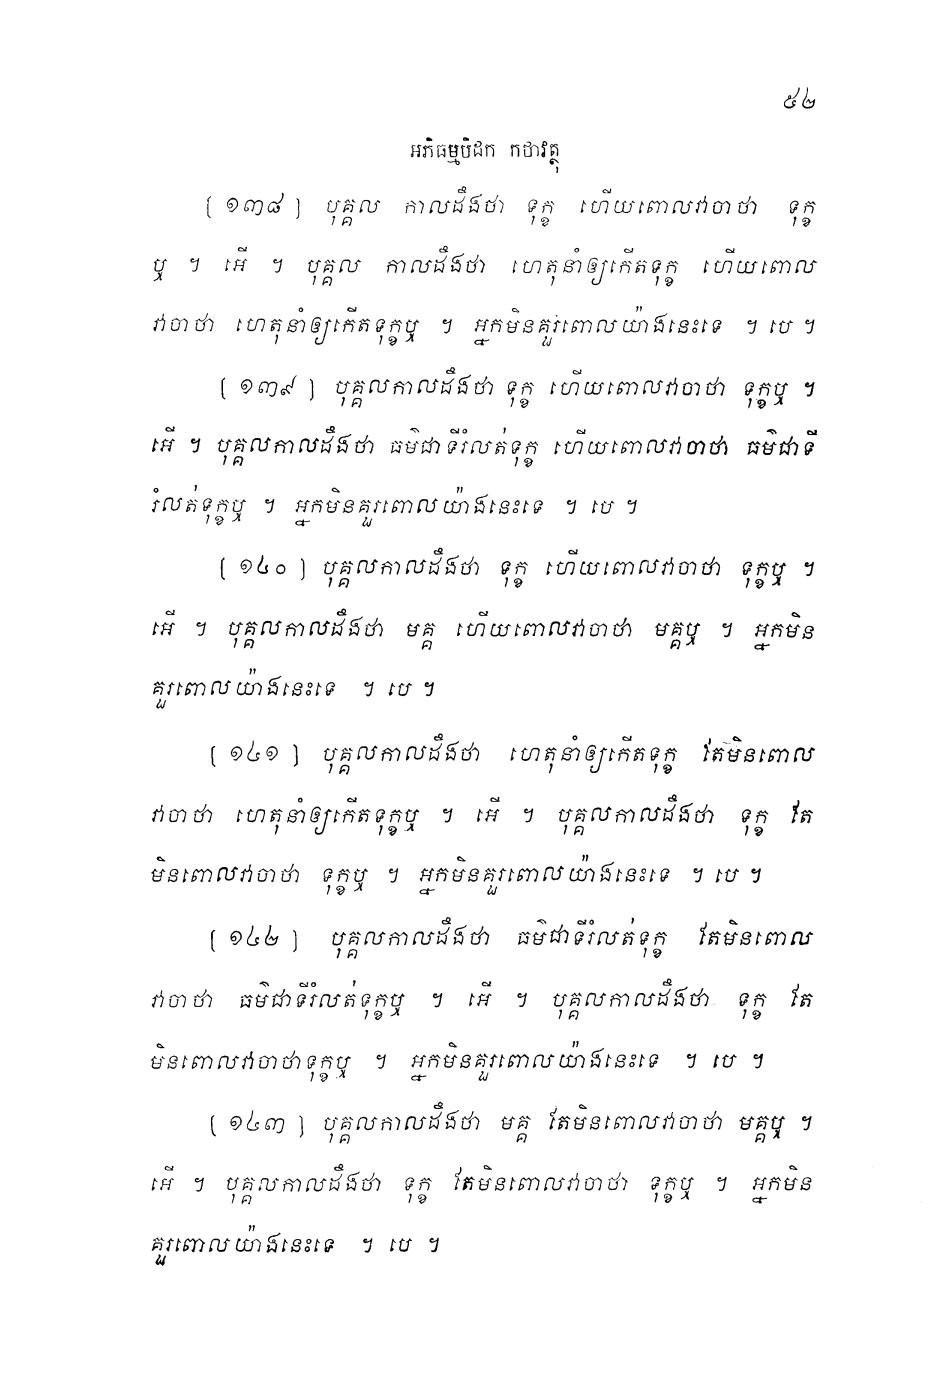 ៥២
អភិធម្មបិដក កថាវត្ថុ
[ ១៣៨ ] បុគ្គល កាលដឹងថា ទុក្ខ ហើយពោលវាចាថា ទុក្ខ
ឬ ។ អើ ។ បុគ្គល កាលដឹងថា ហេតុនាំឲ្យកើតទុក្ខ ហើយពោល
វាចាថា ហេតុនាំឲ្យកើតទុក្ខឬ ។ អ្នកមិនគួរពោលយ៉ាងនេះទេ ។ បេ ។
[ ១៣៩ ] បុគ្គលកាលដឹងថា ទុក្ខ ហើយពោលវាចាថា ទុក្ខឬ ។
អើ ។ បុគ្គលកាលដឹងថា ធម៌ជាទីរំលត់ទុក្ខ ហើយពោលវាចាថា ធម៌ជាទី
រំលត់ទុក្ខឬ ។ អ្នកមិនគួរពោលយ៉ាងនេះទេ ។ បេ ។
[ ១៤០ ] បុគ្គលកាលដឹងថា ទុក្ខ ហើយពោលវាចាថា ទុក្ខឬ ។
អើ ។ បុគ្គលកាលដឹងថា មគ្គ ហើយពោលវាចាថា មគ្គឬ ។ អ្នកមិន
គួរពោលយ៉ាងនេះទេ ។ បេ ។
[ ១៤១ ] បុគ្គលកាលដឹងថា ហេតុនាំឲ្យកើតទុក្ខ តែមិនពោល
វាចាថា ហេតុនាំឲ្យកើតទុក្ខឬ ។ អើ ។ បុគ្គលកាលដឹងថា ទុក្ខ តែ
មិនពោលវាចាថា ទុក្ខឬ ។ អ្នកមិនគួរពោលយ៉ាងនេះទេ ។ បេ ។
[ ១៤២ ] បុគ្គលកាលដឹងថា ធម៌ជាទីរំលត់ទុក្ខ តែមិនពោល
វាចាថា ធម៌ជាទីរំលត់ទុក្ខឬ ។ អើ ។ បុគ្គលកាលដឹងថា ទុក្ខ តែ
មិនពោលវាចាថាទុក្ខឬ ។ អ្នកមិនគួរពោលយ៉ាងនេះទេ ។ បេ ។
[ ១៤៣ ] បុគ្គលកាលដឹងថា មគ្គ តែមិនពោលវាចាថា មគ្គឬ ។
អើ ។ បុគ្គលកាលដឹងថា ទុក្ខ តែមិនពោលវាចាថា ទុក្ខឬ ។ អ្នកមិន
គួរពោលយ៉ាងនេះទេ ។ បេ ។